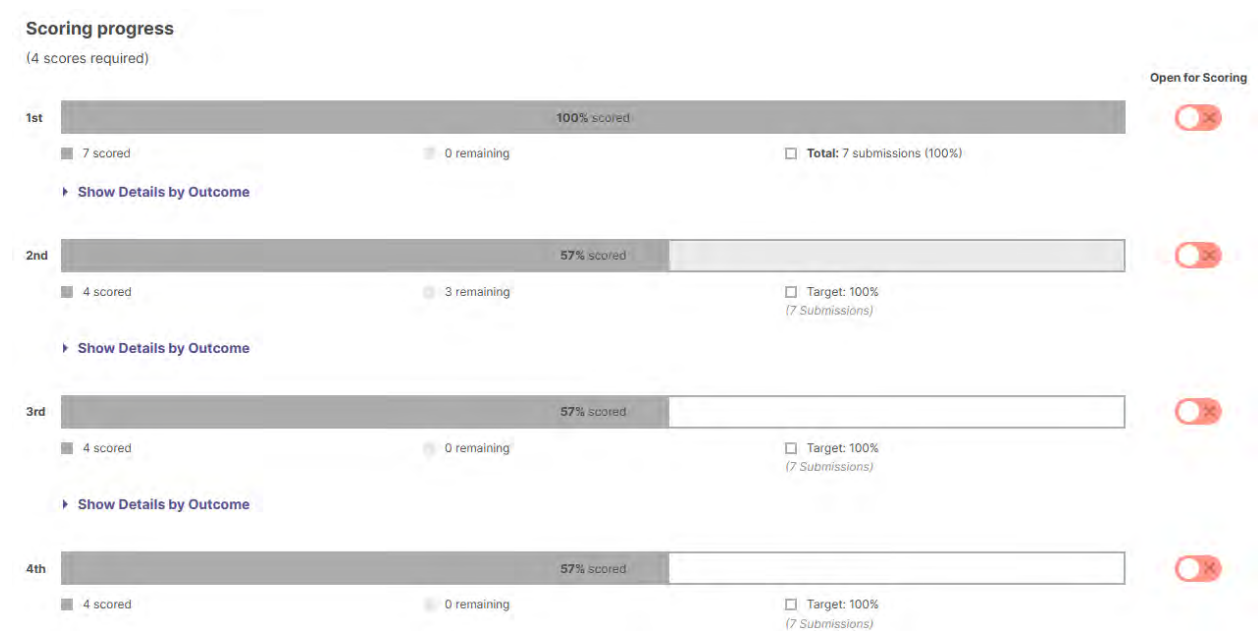 Scoring progress
(4 scores required)
Open for Scoring
1st
100% scored
7 scored
0 remaining
Total: 7 submissions (100%)
Show Details by Outcome
2nd
57% scored
4 scored
3 remaining
Target: 100%
(7 Submissions)
Show Details by Outcome
3rd
57% scored
4 scored
0 remaining
Target: 100%
(7 Submissions)
Show Details by Outcome
4th
57% scored
4 scored
0 remaining
Target: 100%
(7 Submissions)